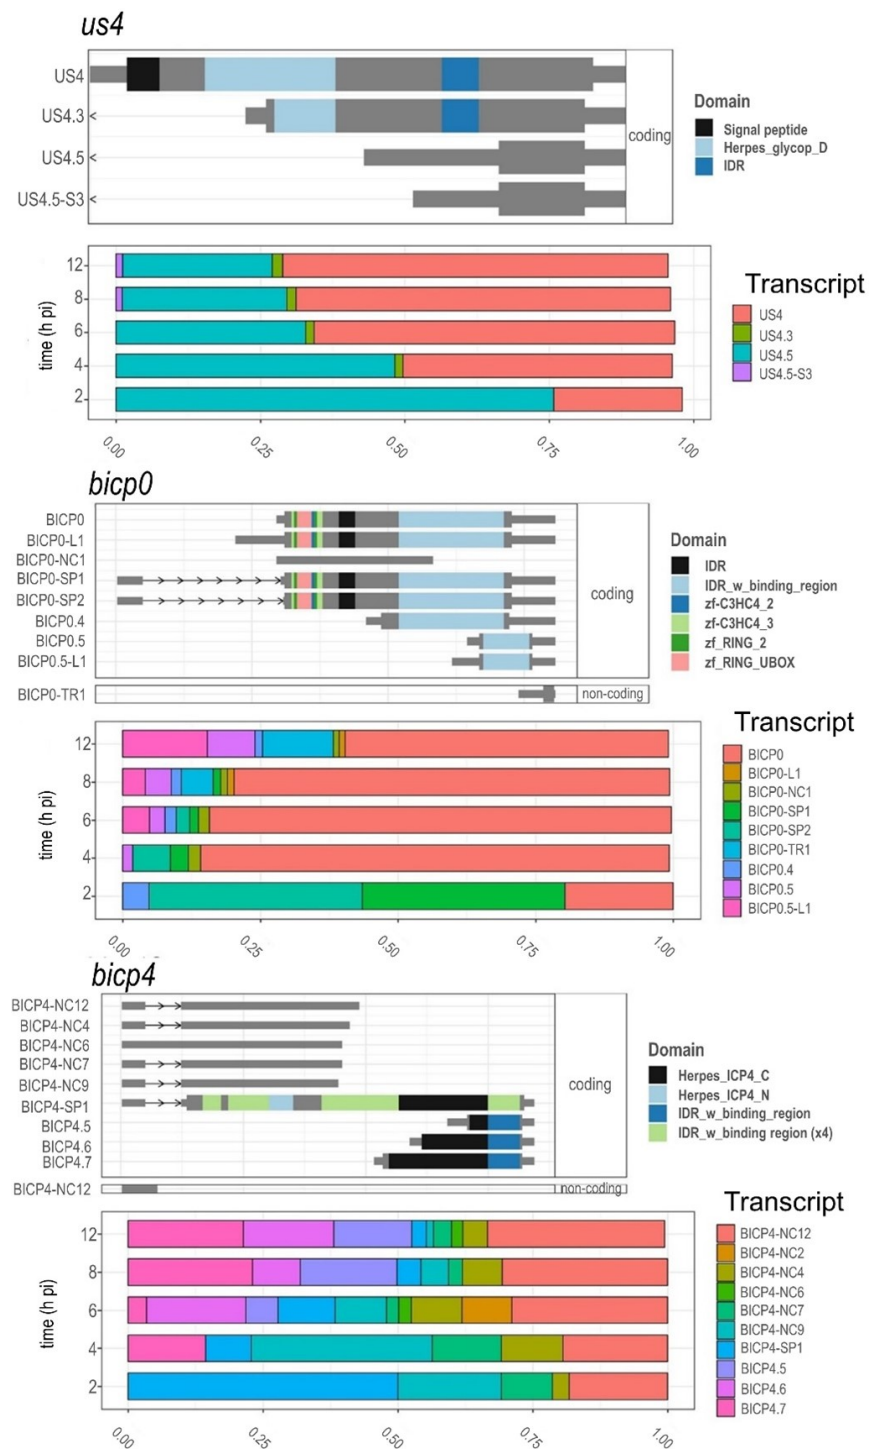 us4
US4
US4.3
US4.5
US4.5-S3
coding
Domain
Signal peptide
Herpes_glycop_D
IDR
time (h pi)
12
8
6
4
2
0.00
0.25
0.50
0.75
1.00
Transcript
US4
US4.3
US4.5
US4.5-S3
bicp0
BICP0
BICP0-L1
BICP0-NC1
BICP0-SP1
BICP0-SP2
BICP0.4
BICP0.5
BICP0.5-L1
BICP0-TR1
coding
non-coding
Domain
IDR
IDR_w_binding_region
zf-C3HC4_2
zf-C3HC4_3
zf_RING_2
zf_RING_UBOX
time (h pi)
12
8
6
4
2
0.00
0.25
0.50
0.75
1.00
Transcript
BICP0
BICP0-L1
BICP0-NC1
BICP0-SP1
BICP0-SP2
BICP0-TR1
BICP0.4
BICP0.5
BICP0.5-L1
bicp4
BICP4-NC12
BICP4-NC4
BICP4-NC6
BICP4-NC7
BICP4-NC9
BICP4-SP1
BICP4.5
BICP4.6
BICP4.7
BICP4-NC12
coding
non-coding
Domain
Herpes_ICP4_C
Herpes_ICP4_N
IDR_w_binding_region
IDR_w_binding region (x4)
time (h pi)
12
8
6
4
2
0.00
0.25
0.50
0.75
1.00
Transcript
BICP4-NC12
BICP4-NC2
BICP4-NC4
BICP4-NC6
BICP4-NC7
BICP4-NC9
BICP4-SP1
BICP4.5
BICP4.6
BICP4.7